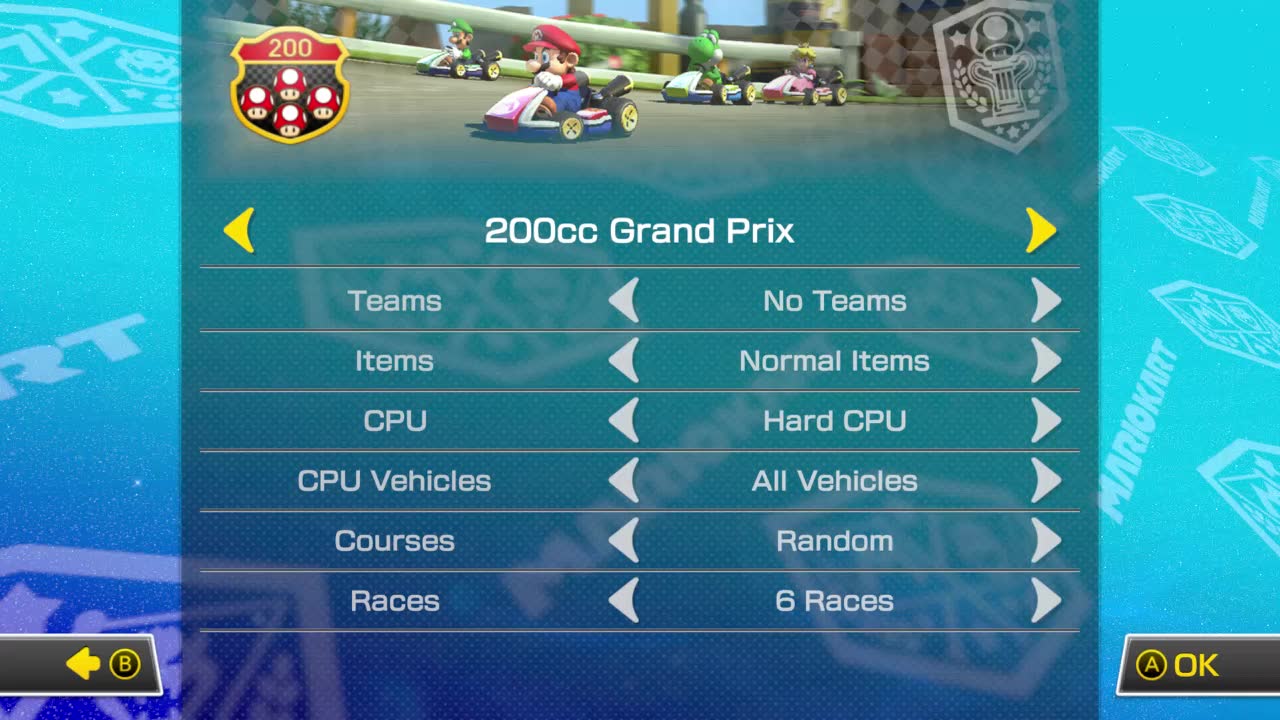 200
200cc Grand Prix
Teams No Teams
Items Normal Items
CPU Hard CPU
CPU Vehicles All Vehicles
Courses Random
Races 6 Races
B
A OK
MARIOKART